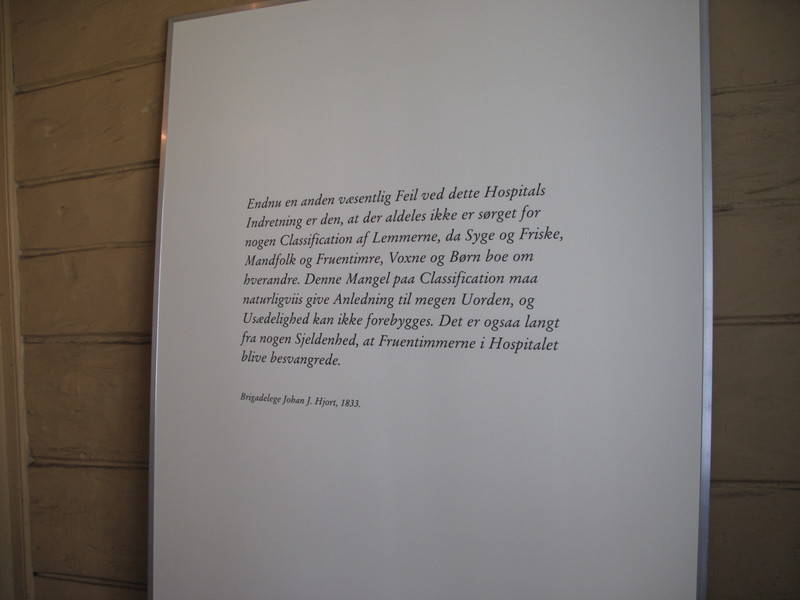 Endnu en anden væsentlig Feil ved dette Hospitals
Indretning er den, at der aldeles ikke er sørget for
nogen Classification af Lemmerne, da Syge og Friske,
Mandfolk og Fruentimre, Voxne og Børn boe om
hverandre. Denne Mangel paa Classification maa
naturligviis give Anledning til megen Uorden, og
Usædelighed kan ikke forebygges. Det er ogsaa langt
fra nogen Sjeldenhed, at Fruentimmerne i Hospitalet
blive besvangrede.
Brigadelege Johan J. Hjort, 1833.